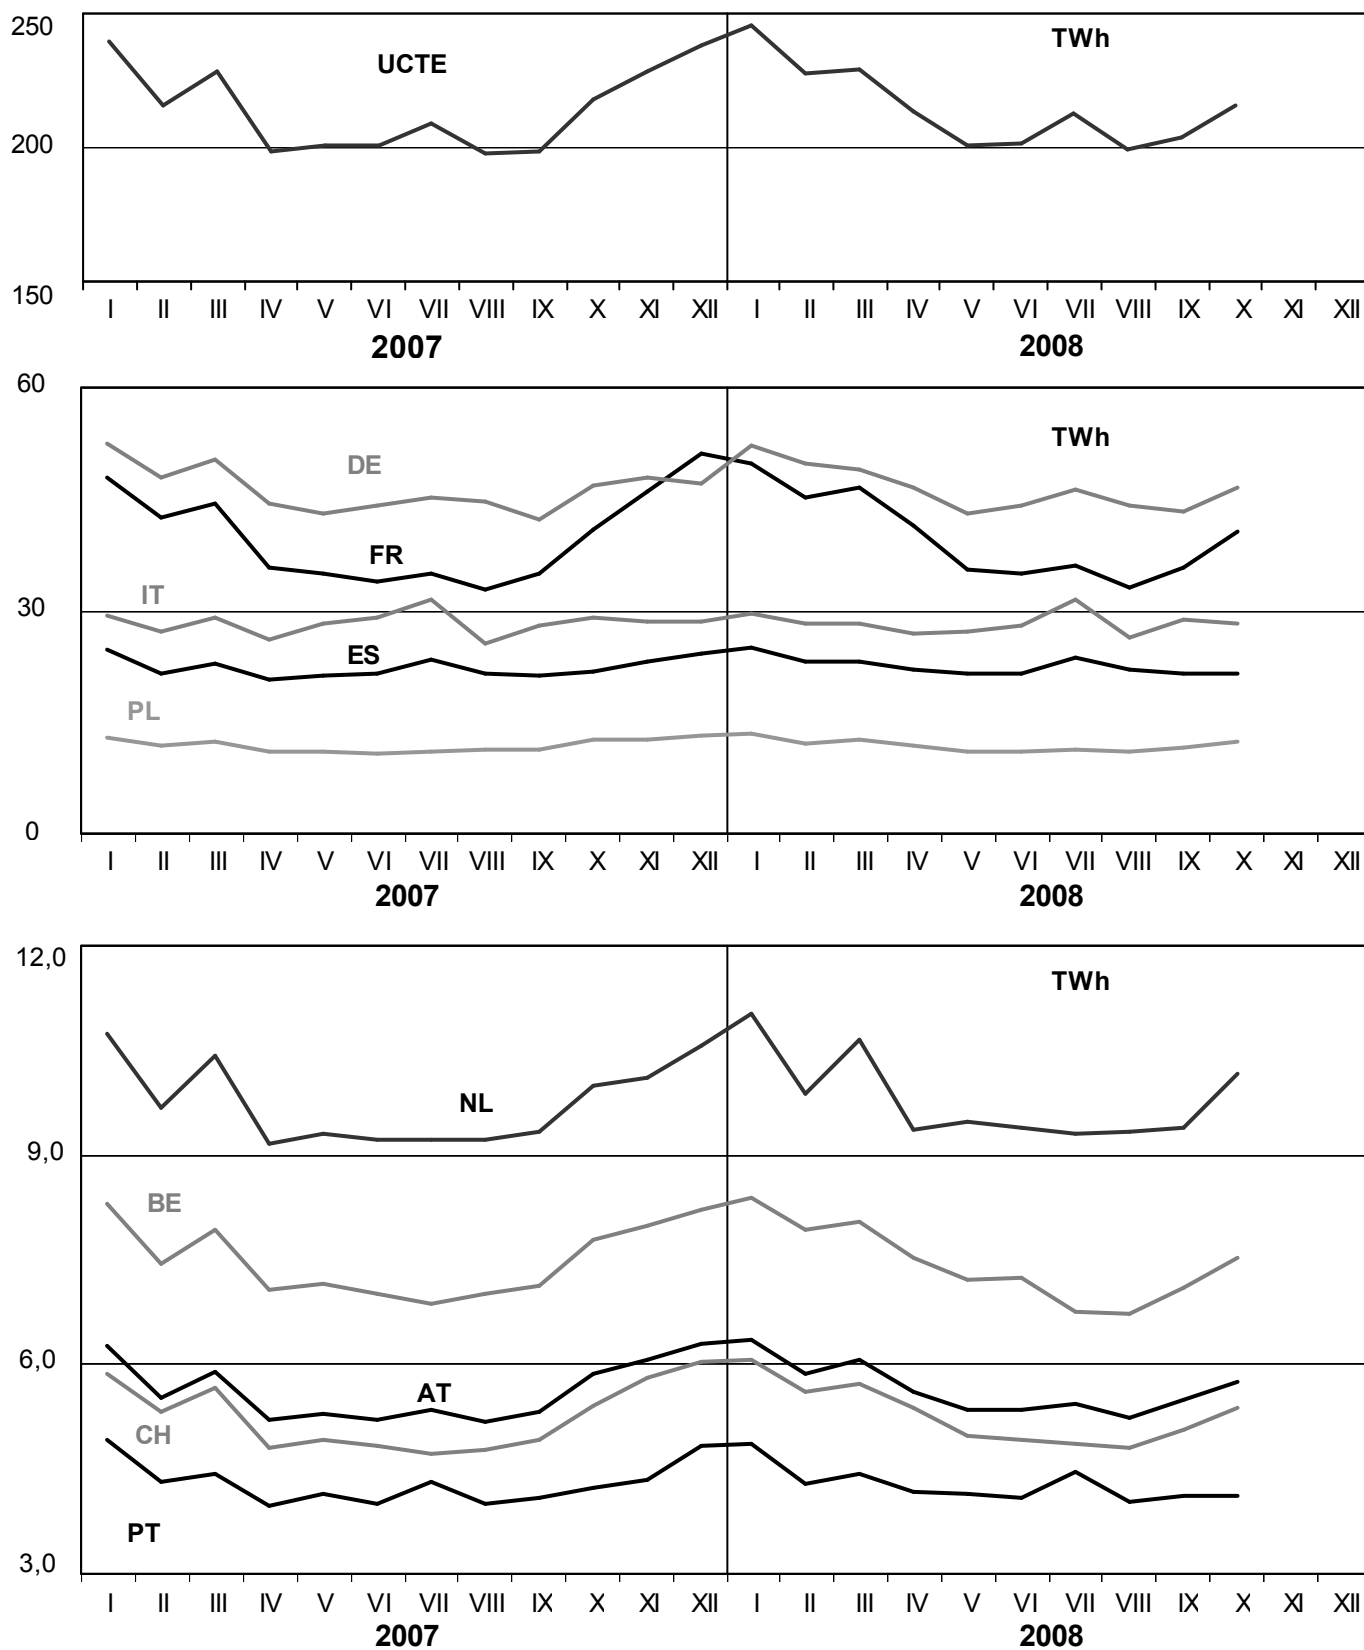 250
UCTE
TWh
200
150
I II III IV V VI VII VIII IX X XI XII I II III IV V VI VII VIII IX X XI XII
2007 2008
60
TWh
DE
FR
IT
30
ES
PL
0
I II III IV V VI VII VIII IX X XI XII I II III IV V VI VII VIII IX X XI XII
2007 2008
12,0
TWh
NL
9,0
BE
6,0
AT
CH
PT
3,0
I II III IV V VI VII VIII IX X XI XII I II III IV V VI VII VIII IX X XI XII
2007 2008